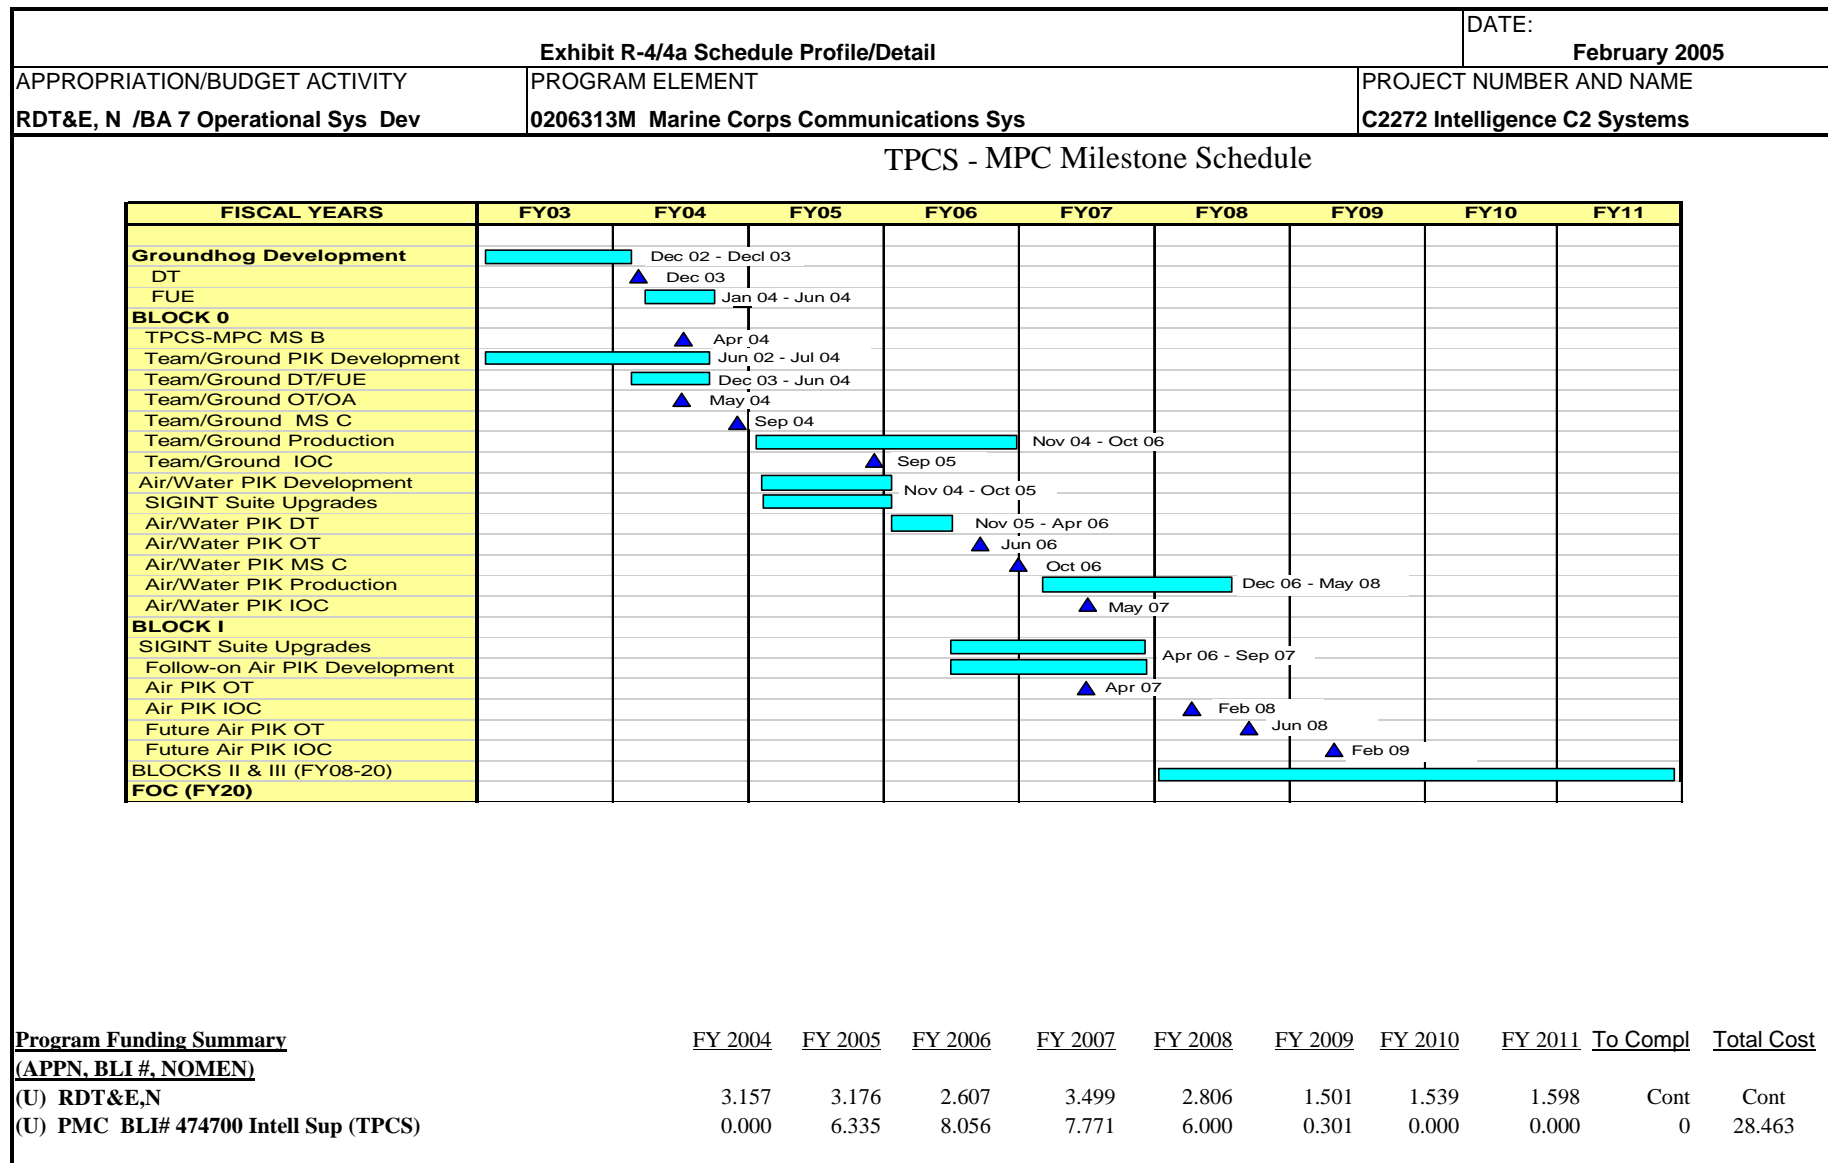 DATE:
Exhibit R-4/4a Schedule Profile/Detail February 2005
APPROPRIATION/BUDGET ACTIVITY PROGRAM ELEMENT PROJECT NUMBER AND NAME
RDT&E, N /BA 7 Operational Sys Dev 0206313M Marine Corps Communications Sys C2272 Intelligence C2 Systems
TPCS - MPC Milestone Schedule
FISCAL YEARS FY03 FY04 FY05 FY06 FY07 FY08 FY09 FY10 FY11
Groundhog Development Dec 02 - Decl 03
DT Dec 03
FUE Jan 04 - Jun 04
BLOCK 0
TPCS-MPC MS B Apr 04
Team/Ground PIK Development Jun 02 - Jul 04
Team/Ground DT/FUE Dec 03 - Jun 04
Team/Ground OT/OA May 04
Team/Ground MS C Sep 04
Team/Ground Production Nov 04 - Oct 06
Team/Ground IOC Sep 05
Air/Water PIK Development
Nov 04 - Oct 05
SIGINT Suite Upgrades
Air/Water PIK DT Nov 05 - Apr 06
Air/Water PIK OT Jun 06
Air/Water PIK MS C Oct 06
Air/Water PIK Production Dec 06 - May 08
Air/Water PIK IOC May 07
BLOCK I
SIGINT Suite Upgrades
Apr 06 - Sep 07
Follow-on Air PIK Development
Air PIK OT Apr 07
Air PIK IOC Feb 08
Future Air PIK OT Jun 08
Future Air PIK IOC Feb 09
BLOCKS II & III (FY08-20)
FOC (FY20)
Program Funding Summary FY 2004 FY 2005 FY 2006 FY 2007 FY 2008 FY 2009 FY 2010 FY 2011 To Compl Total Cost
(APPN, BLI #, NOMEN)
(U) RDT&E,N 3.157 3.176 2.607 3.499 2.806 1.501 1.539 1.598 Cont Cont
(U) PMC BLI# 474700 Intell Sup (TPCS) 0.000 6.335 8.056 7.771 6.000 0.301 0.000 0.000 0 28.463